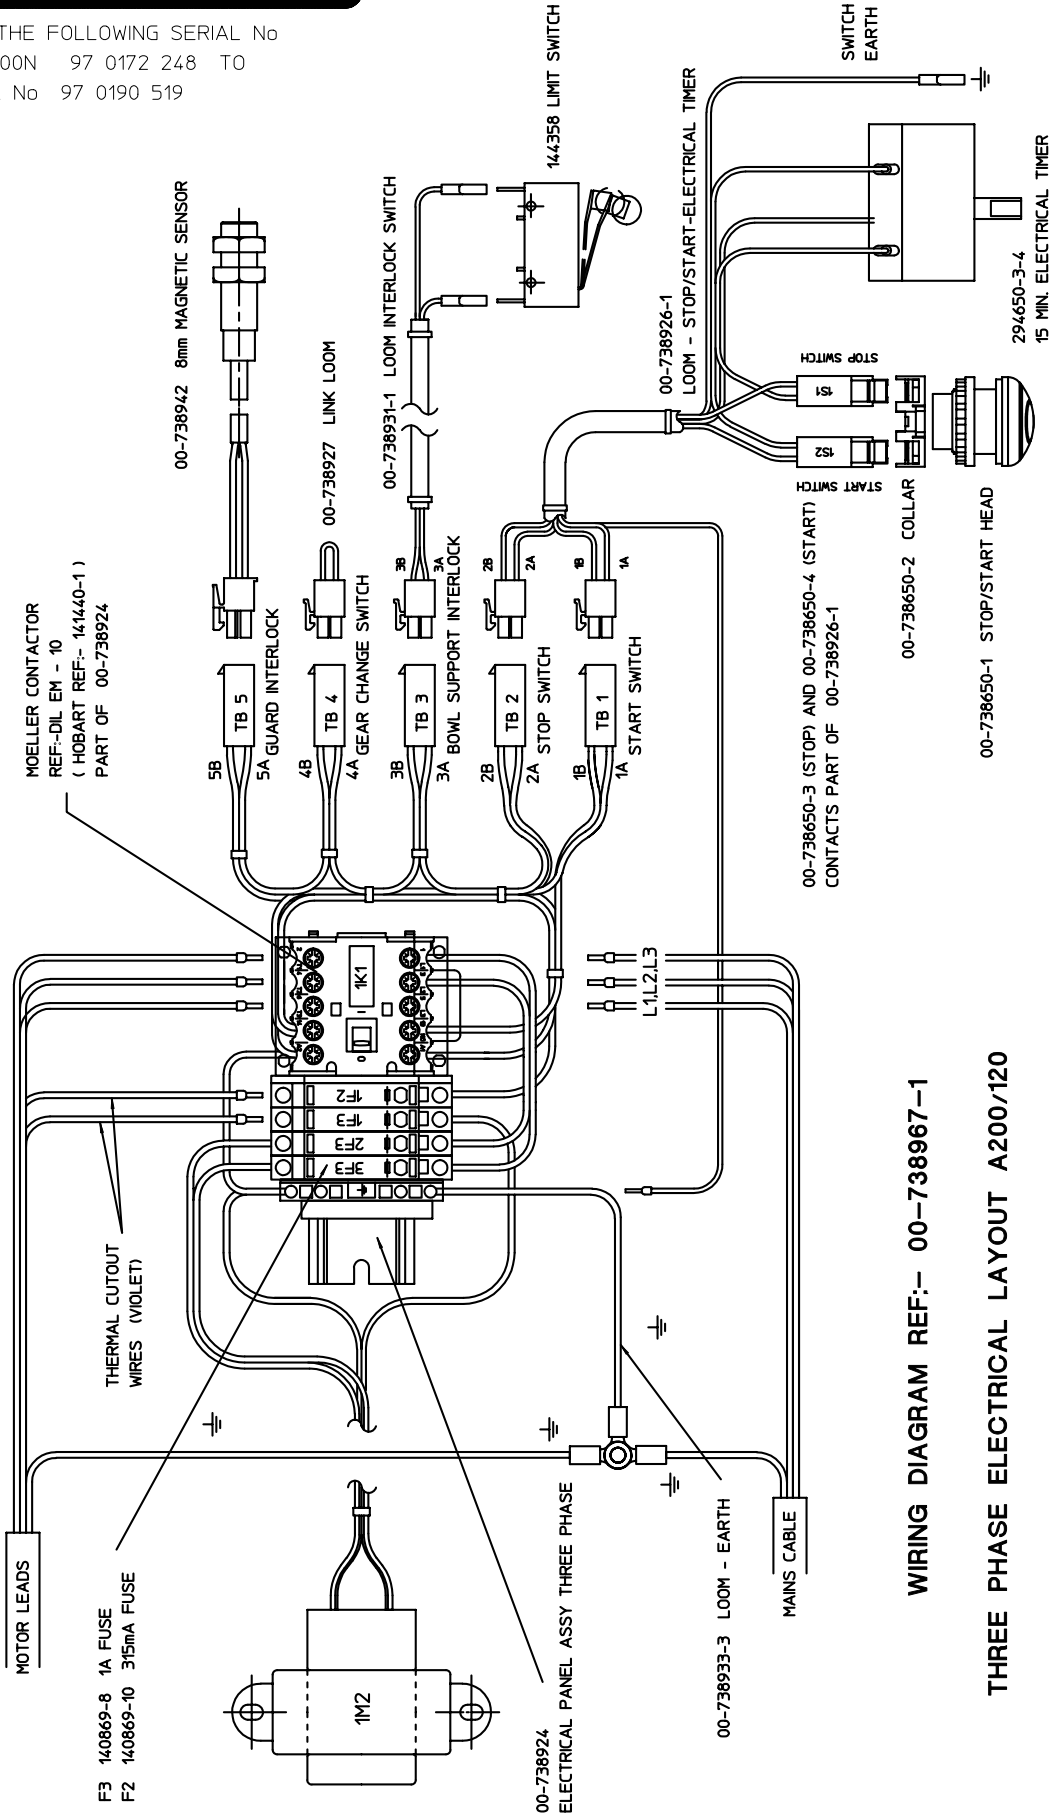 THE FOLLOWING SERIAL No
00N 97 0172 248 TO
No 97 0190 519
MOTOR LEADS
F3 140869-8 1A FUSE
F2 140869-10 315mA FUSE
THERMAL CUTOUT
WIRES (VIOLET)
MOELLER CONTACTOR
REF:-DIL EM - 10
( HOBART REF:- 141440-1 )
PART OF 00-738924
00-738942 8mm MAGNETIC SENSOR
5B
5A
TB 5
GUARD INTERLOCK
4B
4A
TB 4
GEAR CHANGE SWITCH
00-738927 LINK LOOM
3B
3A
TB 3
BOWL SUPPORT INTERLOCK
3B
3A
00-738931-1 LOOM INTERLOCK SWITCH
144358 LIMIT SWITCH
2B
2A
TB 2
STOP SWITCH
2B
2A
1B
1A
TB 1
START SWITCH
1B
1A
1K1
1F2
1F3
2F3
3F3
L1,L2,L3
1M2
00-738924
ELECTRICAL PANEL ASSY THREE PHASE
00-738933-3 LOOM - EARTH
MAINS CABLE
00-738926-1
LOOM - STOP/START-ELECTRICAL TIMER
SWITCH
EARTH
294650-3-4
15 MIN. ELECTRICAL TIMER
STOP SWITCH
1S1
1S2
START SWITCH
00-738650-3 (STOP) AND 00-738650-4 (START)
CONTACTS PART OF 00-738926-1
00-738650-2 COLLAR
00-738650-1 STOP/START HEAD
WIRING DIAGRAM REF:- 00-738967-1
THREE PHASE ELECTRICAL LAYOUT A200/120